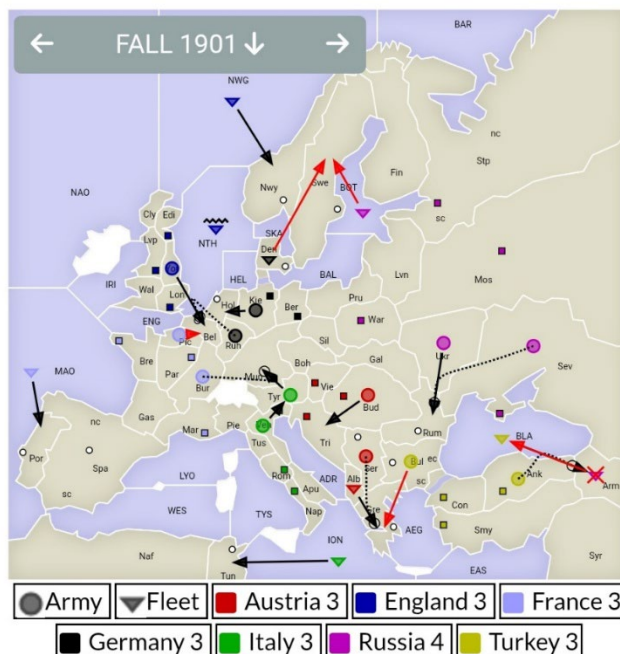 ← FALL 1901 ↓ →
BAR
NWG
nc
Stp
NAO
Fin
Nwy
Swe
BOT
sc
Cly Edi
SKA
Lvp
NTH
Den
Lvn
Mos
IRI
HEL
BAL
Wal
Lon
Hol
Kie
Ber
Pru
War
ENG
Bel
Pic
Ruh
Sil
Ukr
Bre
Boh
Gal
Sev
Par
Bur
Mun
MAO
Tyr
Vie
Bud
Gas
Rum
nc
Mar
Pie
Ven
Tri
BLA
Por
Tus
Ser
Bul
ec
Arm
Spa
LYO
Rom
ADR
Alb
sc
Ank
Apu
Con
sc
WES
TYS
Nap
Gre
AEG
Smy
ION
Syr
Naf
Tun
EAS
Army Fleet Austria 3 England 3 France 3
Germany 3 Italy 3 Russia 4 Turkey 3